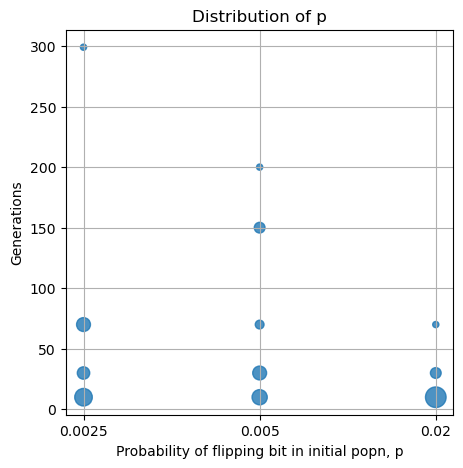 Distribution of p
300
250
200
150
100
50
0
Generations
0.0025 0.005 0.02
Probability of flipping bit in initial popn, p